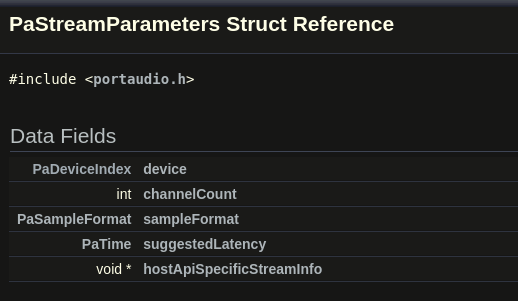 PaStreamParameters Struct Reference
#include <portaudio.h>
Data Fields
PaDeviceIndex device
int channelCount
PaSampleFormat sampleFormat
PaTime suggestedLatency
void * hostApiSpecificStreamInfo